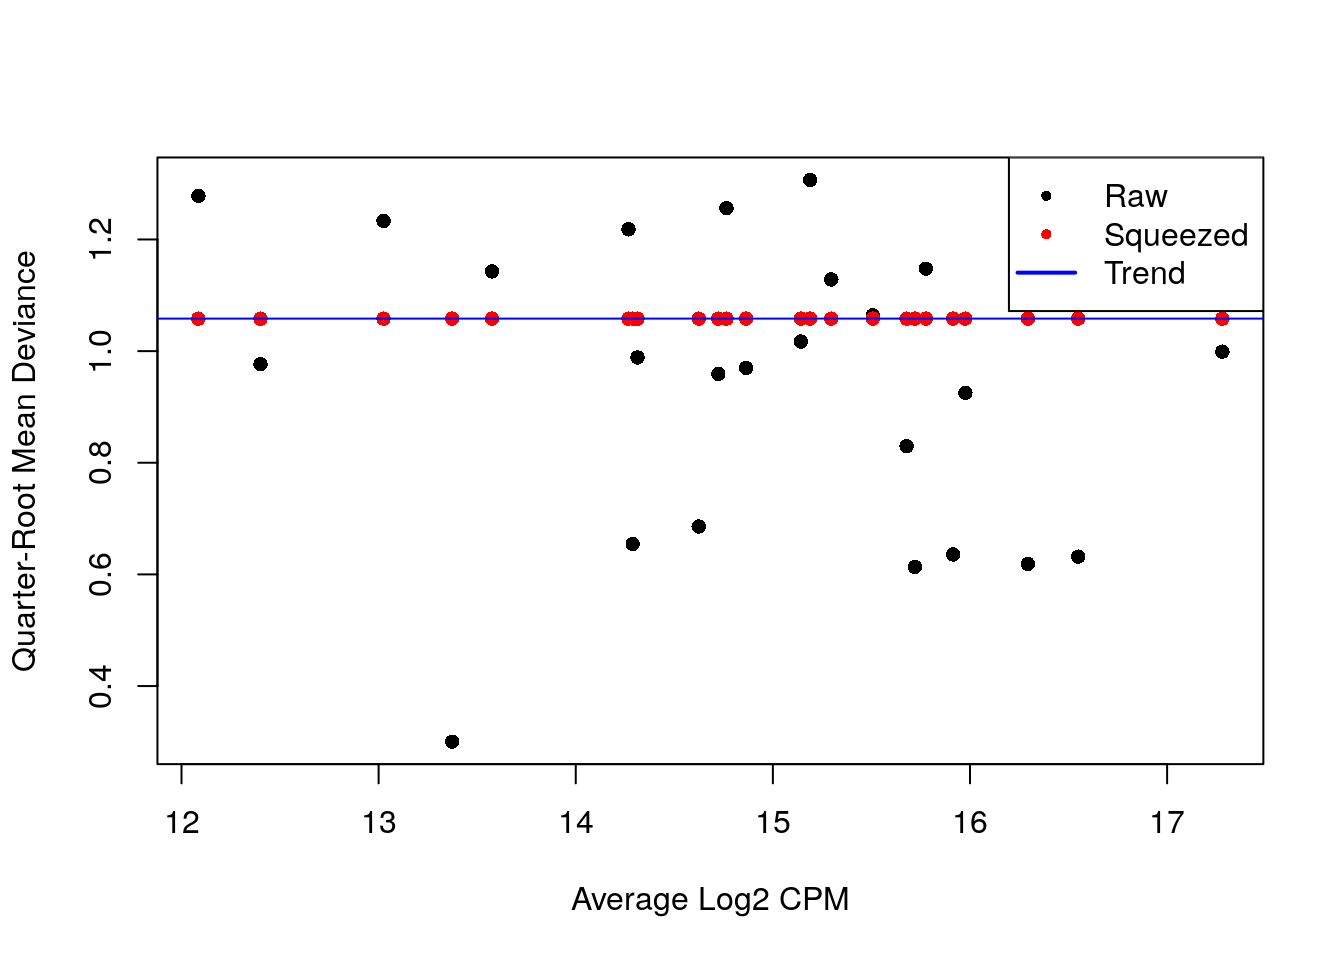 Raw
Squeezed
Trend
Quarter-Root Mean Deviance
1.2
1.0
0.8
0.6
0.4
12 13 14 15 16 17
Average Log2 CPM